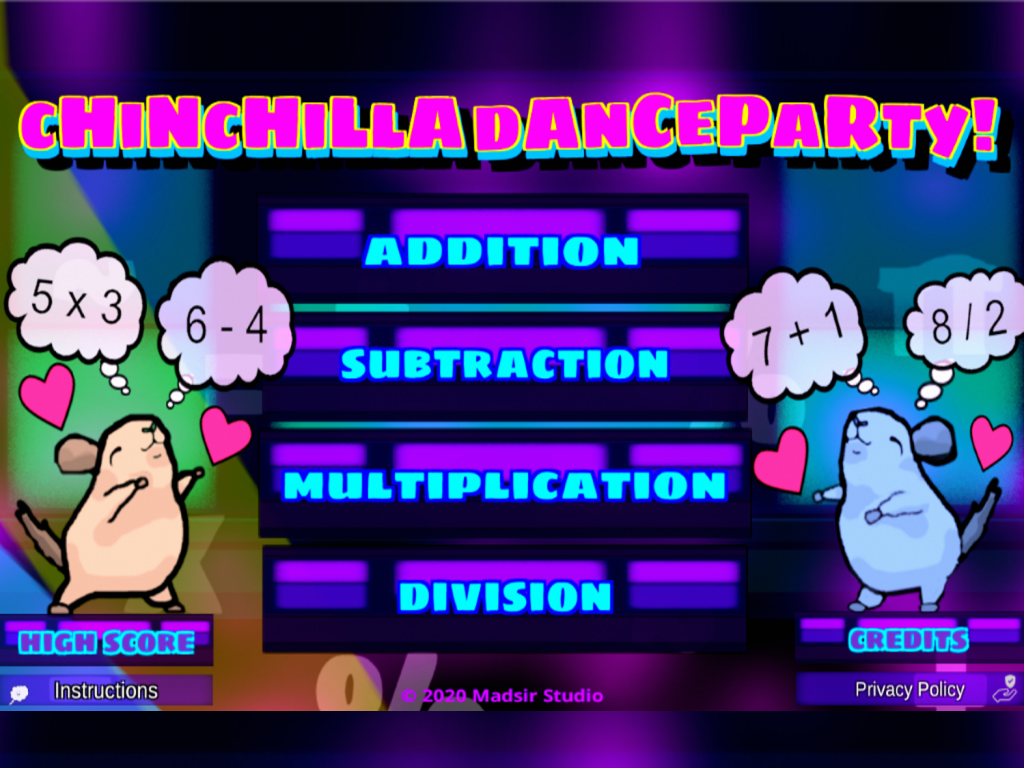 CHINCHILLA DANCEPARTY!
ADDITION
5 x 3
6 - 4
7 + 1
8 / 2
SUBTRACTION
MULTIPLICATION
DIVISION
HIGH SCORE
CREDITS
Instructions
© 2020 Madsir Studio
Privacy Policy